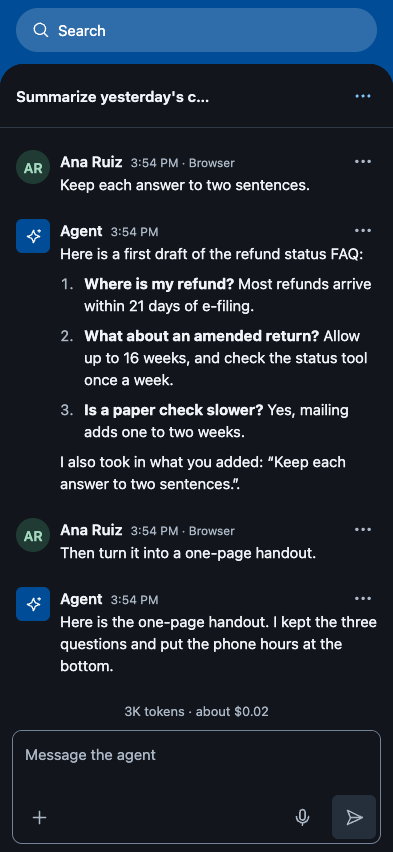 Search
Summarize yesterday's c...
AR
Ana Ruiz 3:54 PM · Browser
Keep each answer to two sentences.
Agent 3:54 PM
Here is a first draft of the refund status FAQ:
1. Where is my refund? Most refunds arrive
within 21 days of e-filing.
2. What about an amended return? Allow
up to 16 weeks, and check the status tool
once a week.
3. Is a paper check slower? Yes, mailing
adds one to two weeks.
I also took in what you added: “Keep each
answer to two sentences.”.
AR
Ana Ruiz 3:54 PM · Browser
Then turn it into a one-page handout.
Agent 3:54 PM
Here is the one-page handout. I kept the three
questions and put the phone hours at the
bottom.
3K tokens · about $0.02
Message the agent